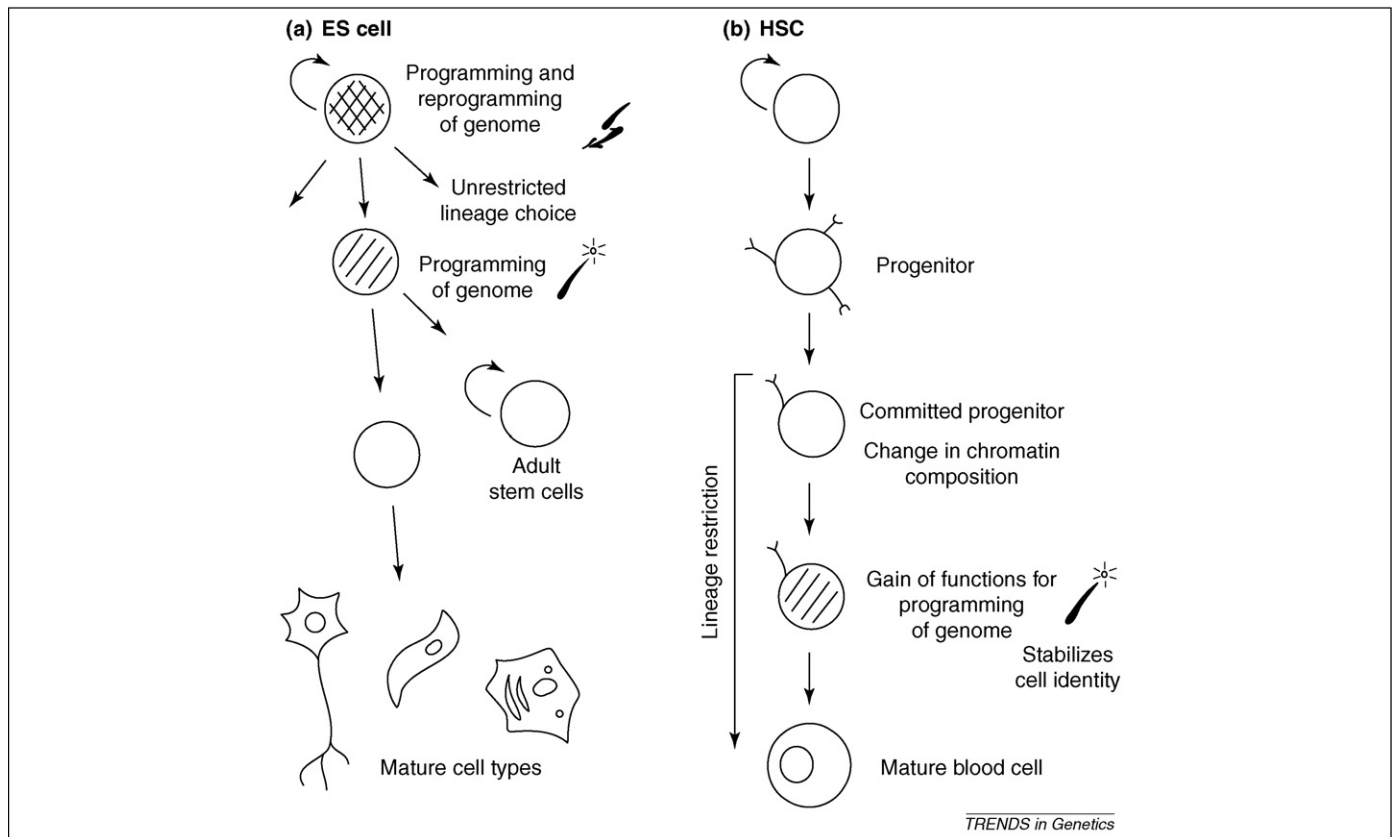 (a) ES cell
Programming and
reprogramming
of genome
Unrestricted
lineage choice
Programming
of genome
Adult
stem cells
Mature cell types
(b) HSC
Progenitor
Committed progenitor
Change in chromatin
composition
Lineage restriction
Gain of functions for
programming
of genome
Stabilizes
cell identity
Mature blood cell
TRENDS in Genetics